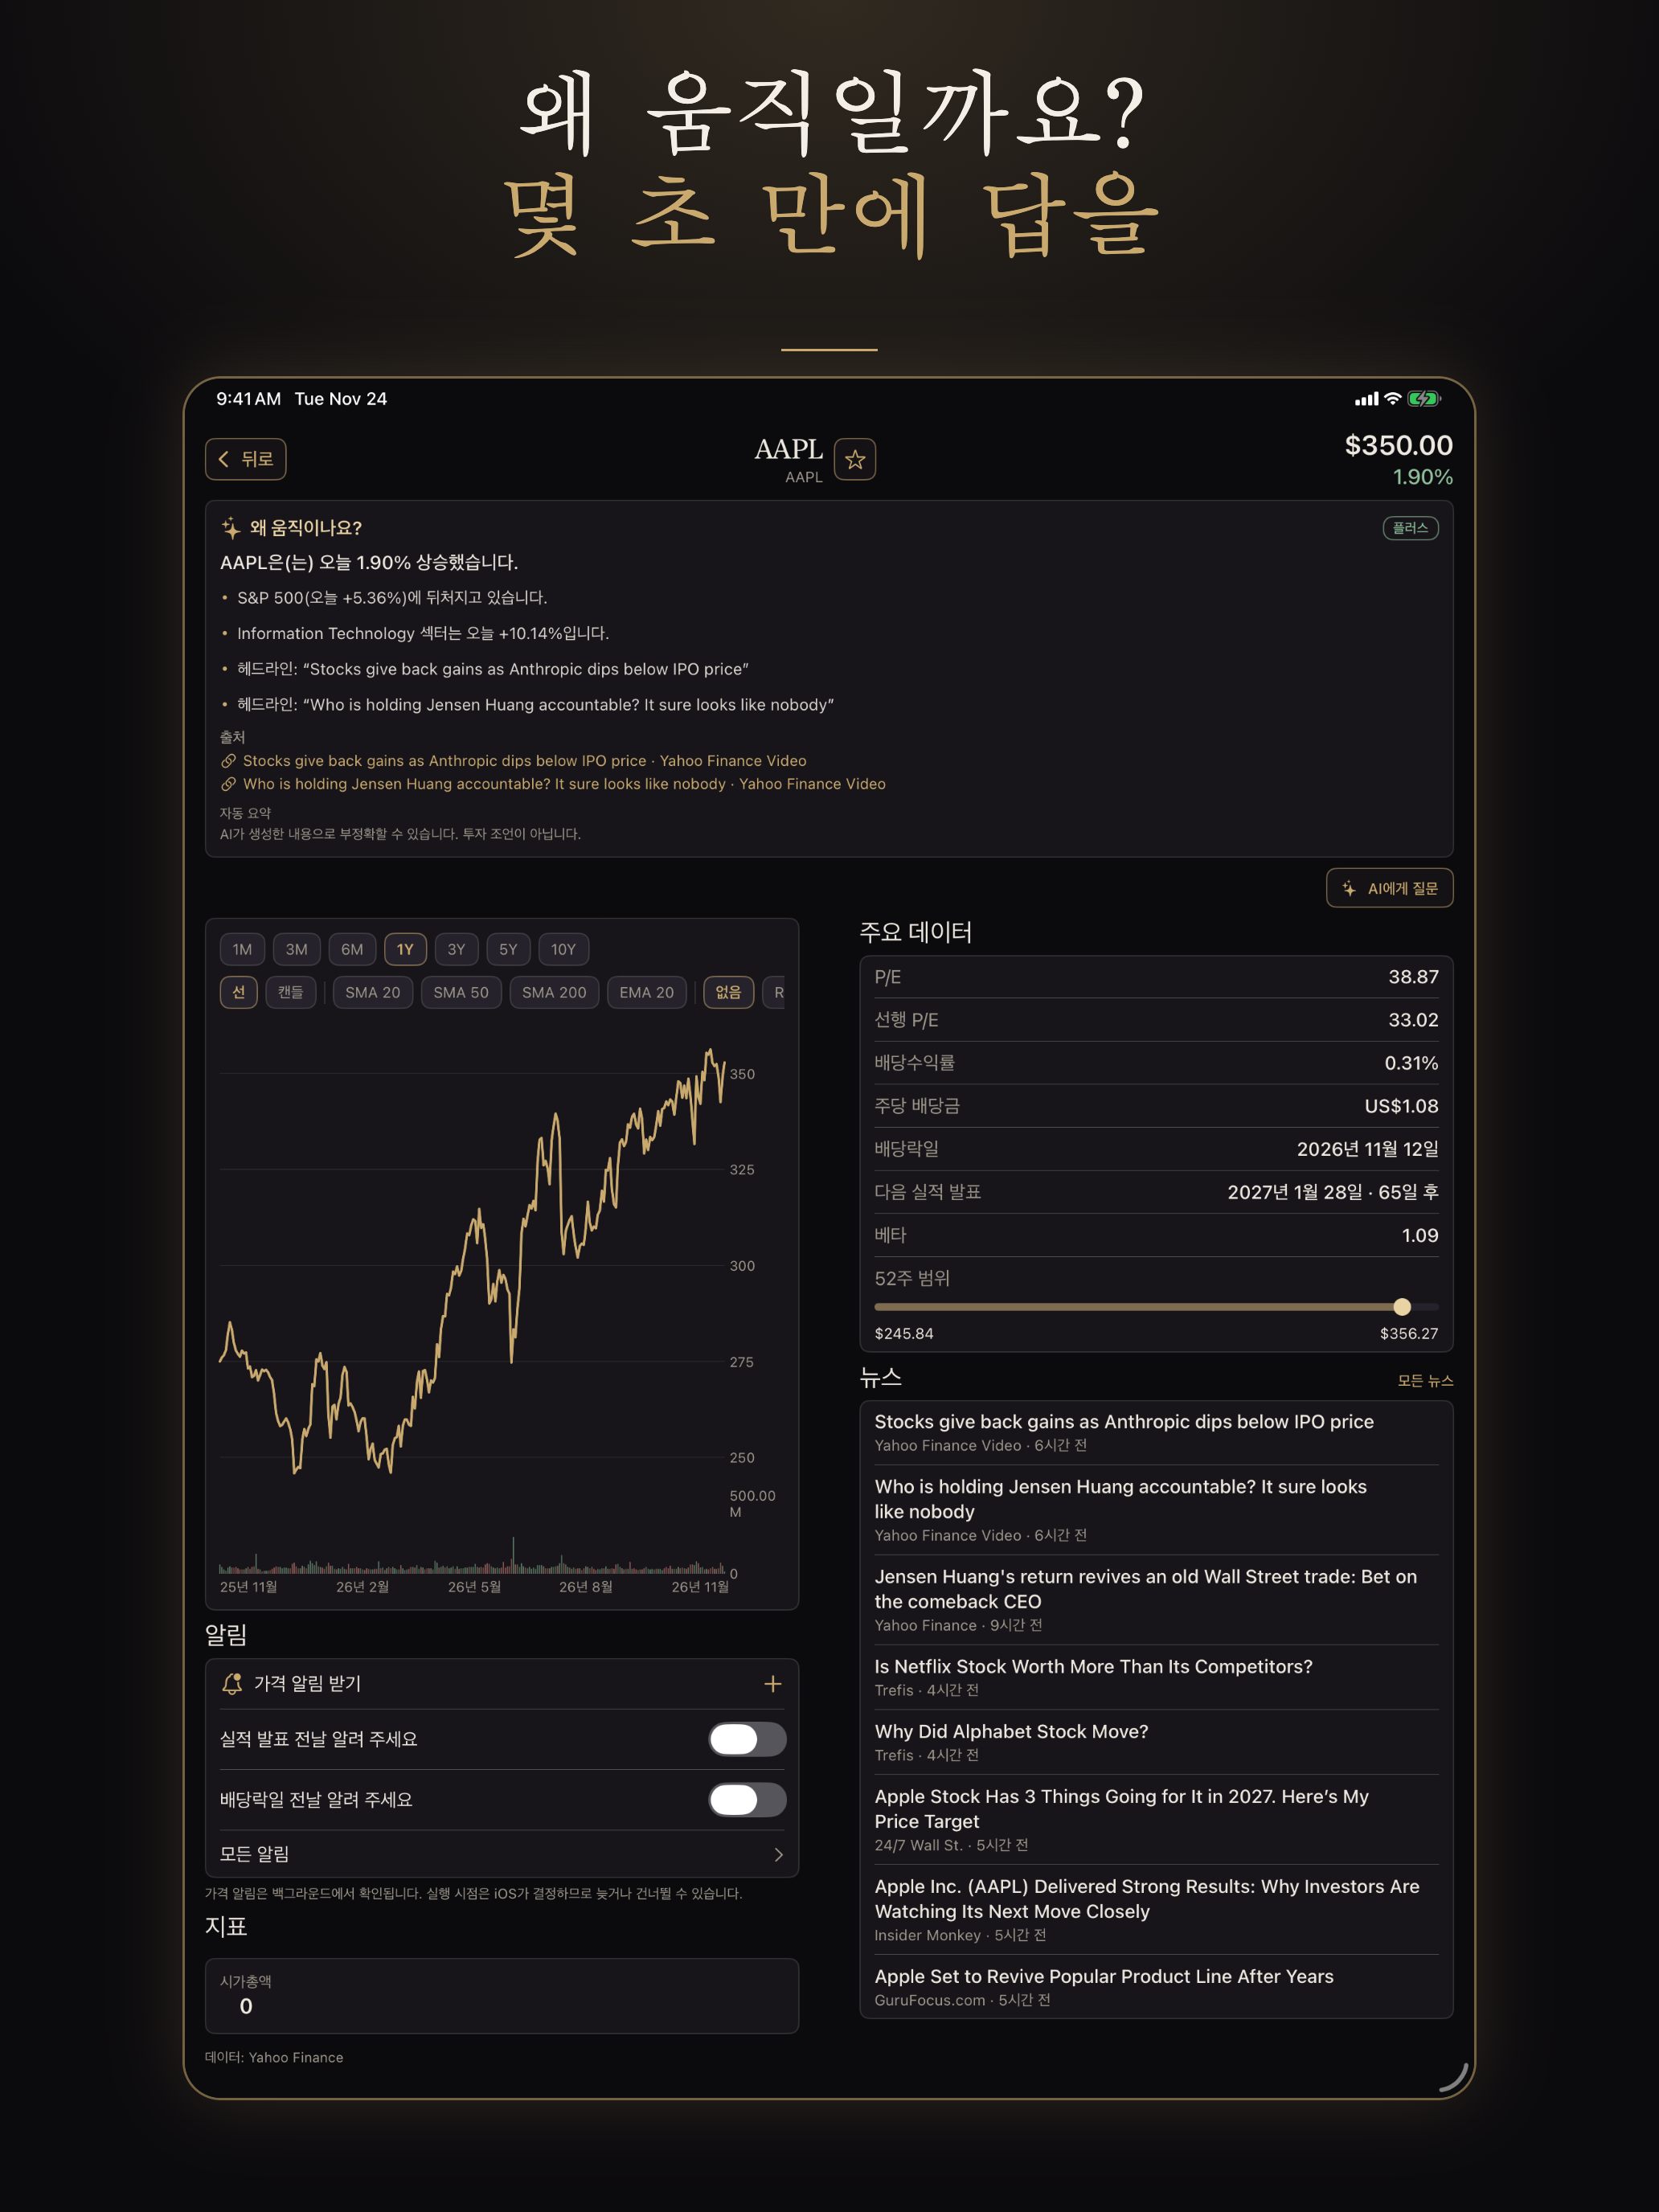 왜 움직일까요?
몇 초 만에 답을
9:41 AM Tue Nov 24
뒤로
AAPL
AAPL
$350.00
1.90%
왜 움직이나요?
플러스
AAPL은(는) 오늘 1.90% 상승했습니다.
• S&P 500(오늘 +5.36%)에 뒤처지고 있습니다.
• Information Technology 섹터는 오늘 +10.14%입니다.
• 헤드라인: “Stocks give back gains as Anthropic dips below IPO price”
• 헤드라인: “Who is holding Jensen Huang accountable? It sure looks like nobody”
출처
Stocks give back gains as Anthropic dips below IPO price · Yahoo Finance Video
Who is holding Jensen Huang accountable? It sure looks like nobody · Yahoo Finance Video
자동 요약
AI가 생성한 내용으로 부정확할 수 있습니다. 투자 조언이 아닙니다.
AI에게 질문
1M 3M 6M 1Y 3Y 5Y 10Y
선 캔들 SMA 20 SMA 50 SMA 200 EMA 20 없음 R
350
325
300
275
250
500.00
M
0
25년 11월 26년 2월 26년 5월 26년 8월 26년 11월
알림
가격 알림 받기
실적 발표 전날 알려 주세요
배당락일 전날 알려 주세요
모든 알림
가격 알림은 백그라운드에서 확인됩니다. 실행 시점은 iOS가 결정하므로 늦거나 건너뛸 수 있습니다.
지표
시가총액
0
데이터: Yahoo Finance
주요 데이터
P/E 38.87
선행 P/E 33.02
배당수익률 0.31%
주당 배당금 US$1.08
배당락일 2026년 11월 12일
다음 실적 발표 2027년 1월 28일 · 65일 후
베타 1.09
52주 범위
$245.84 $356.27
뉴스
모든 뉴스
Stocks give back gains as Anthropic dips below IPO price
Yahoo Finance Video · 6시간 전
Who is holding Jensen Huang accountable? It sure looks
like nobody
Yahoo Finance Video · 6시간 전
Jensen Huang's return revives an old Wall Street trade: Bet on
the comeback CEO
Yahoo Finance · 9시간 전
Is Netflix Stock Worth More Than Its Competitors?
Trefis · 4시간 전
Why Did Alphabet Stock Move?
Trefis · 4시간 전
Apple Stock Has 3 Things Going for It in 2027. Here’s My
Price Target
24/7 Wall St. · 5시간 전
Apple Inc. (AAPL) Delivered Strong Results: Why Investors Are
Watching Its Next Move Closely
Insider Monkey · 5시간 전
Apple Set to Revive Popular Product Line After Years
GuruFocus.com · 5시간 전